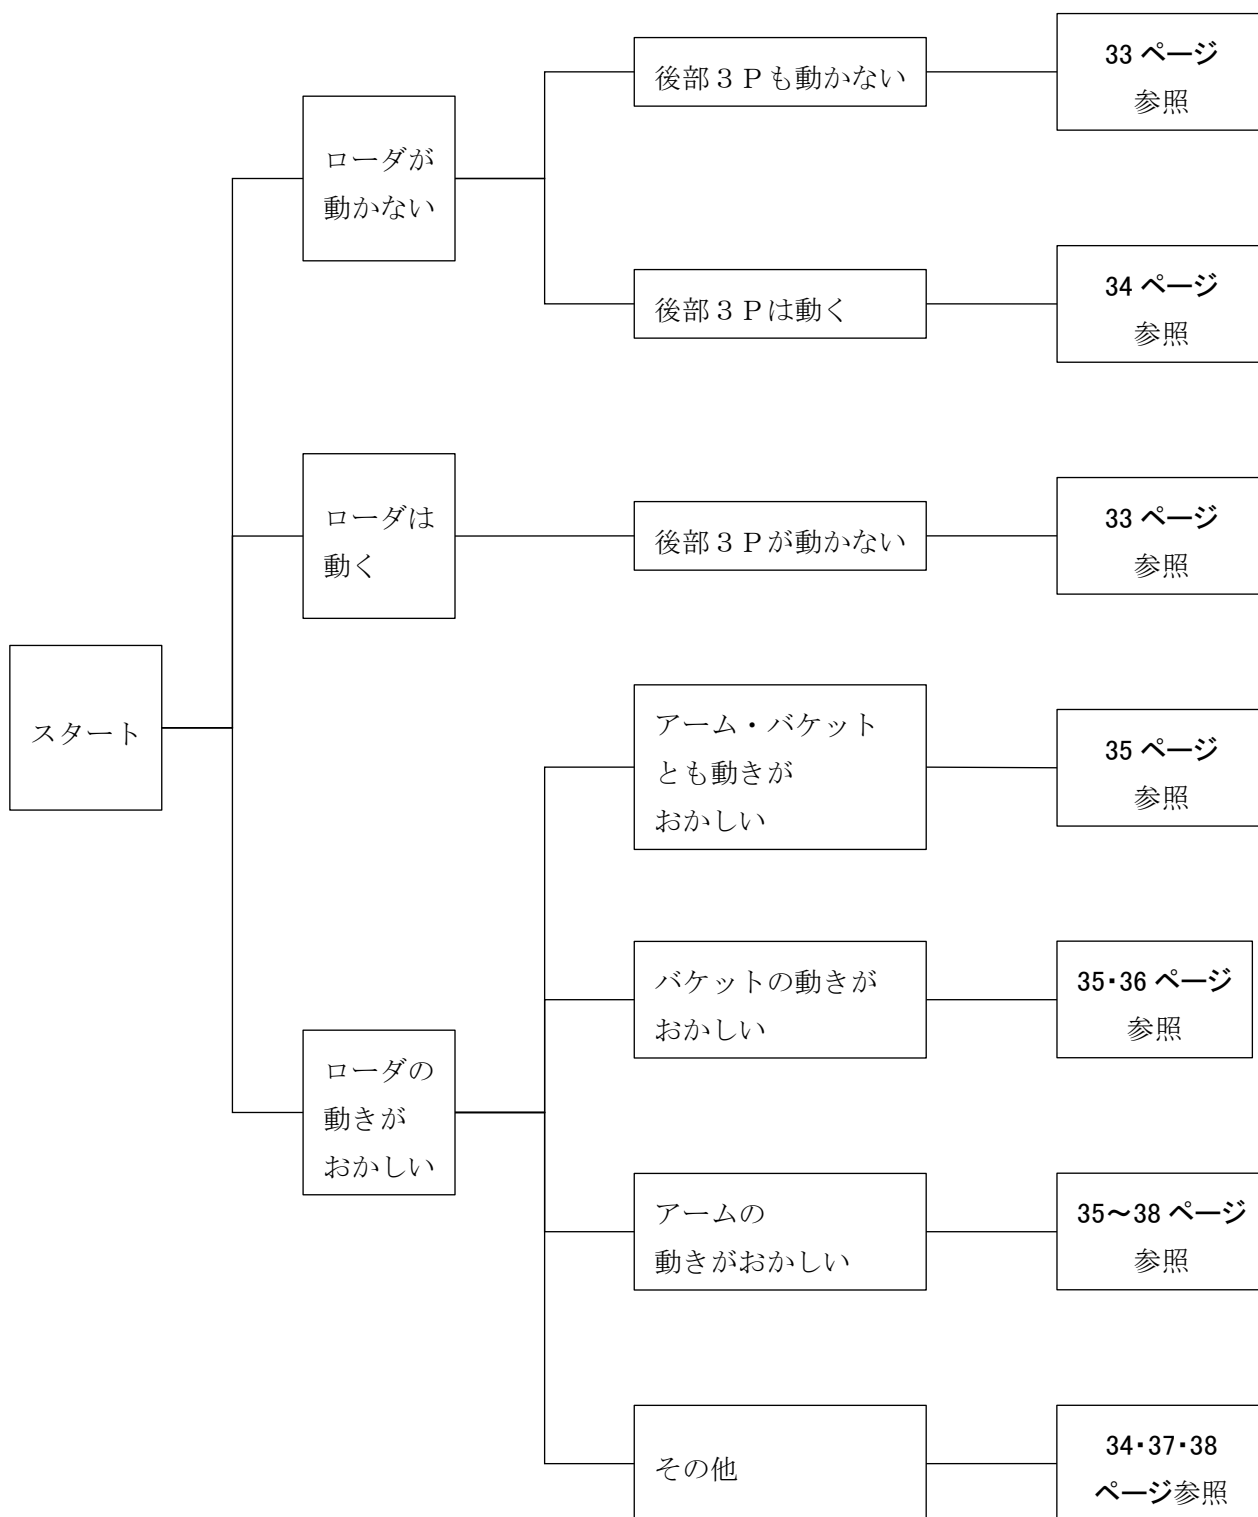 スタート
ローダが
動かない
後部３Ｐも動かない
33 ページ
参照
後部３Ｐは動く
34 ページ
参照
ローダは
動く
後部３Ｐが動かない
33 ページ
参照
ローダの
動きが
おかしい
アーム・バケット
とも動きが
おかしい
35 ページ
参照
バケットの動きが
おかしい
35・36 ページ
参照
アームの
動きがおかしい
35～38 ページ
参照
その他
34・37・38
ページ参照